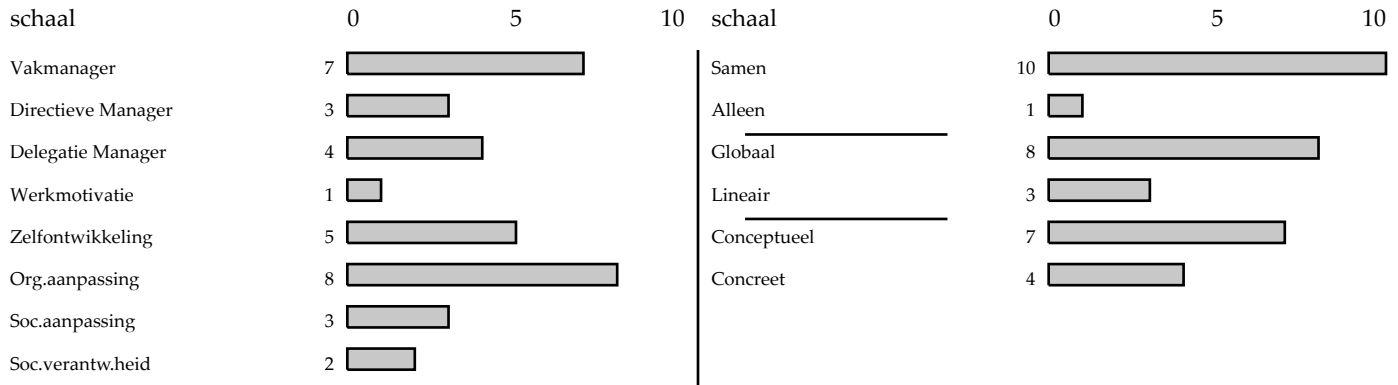 schaal 0 5 10
Vakmanager 7
Directieve Manager 3
Delegatie Manager 4
Werkmotivatie 1
Zelfontwikkeling 5
Org.aanpassing 8
Soc.aanpassing 3
Soc.verantw.heid 2
schaal 0 5 10
Samen 10
Alleen 1
Globaal 8
Lineair 3
Conceptueel 7
Concreet 4